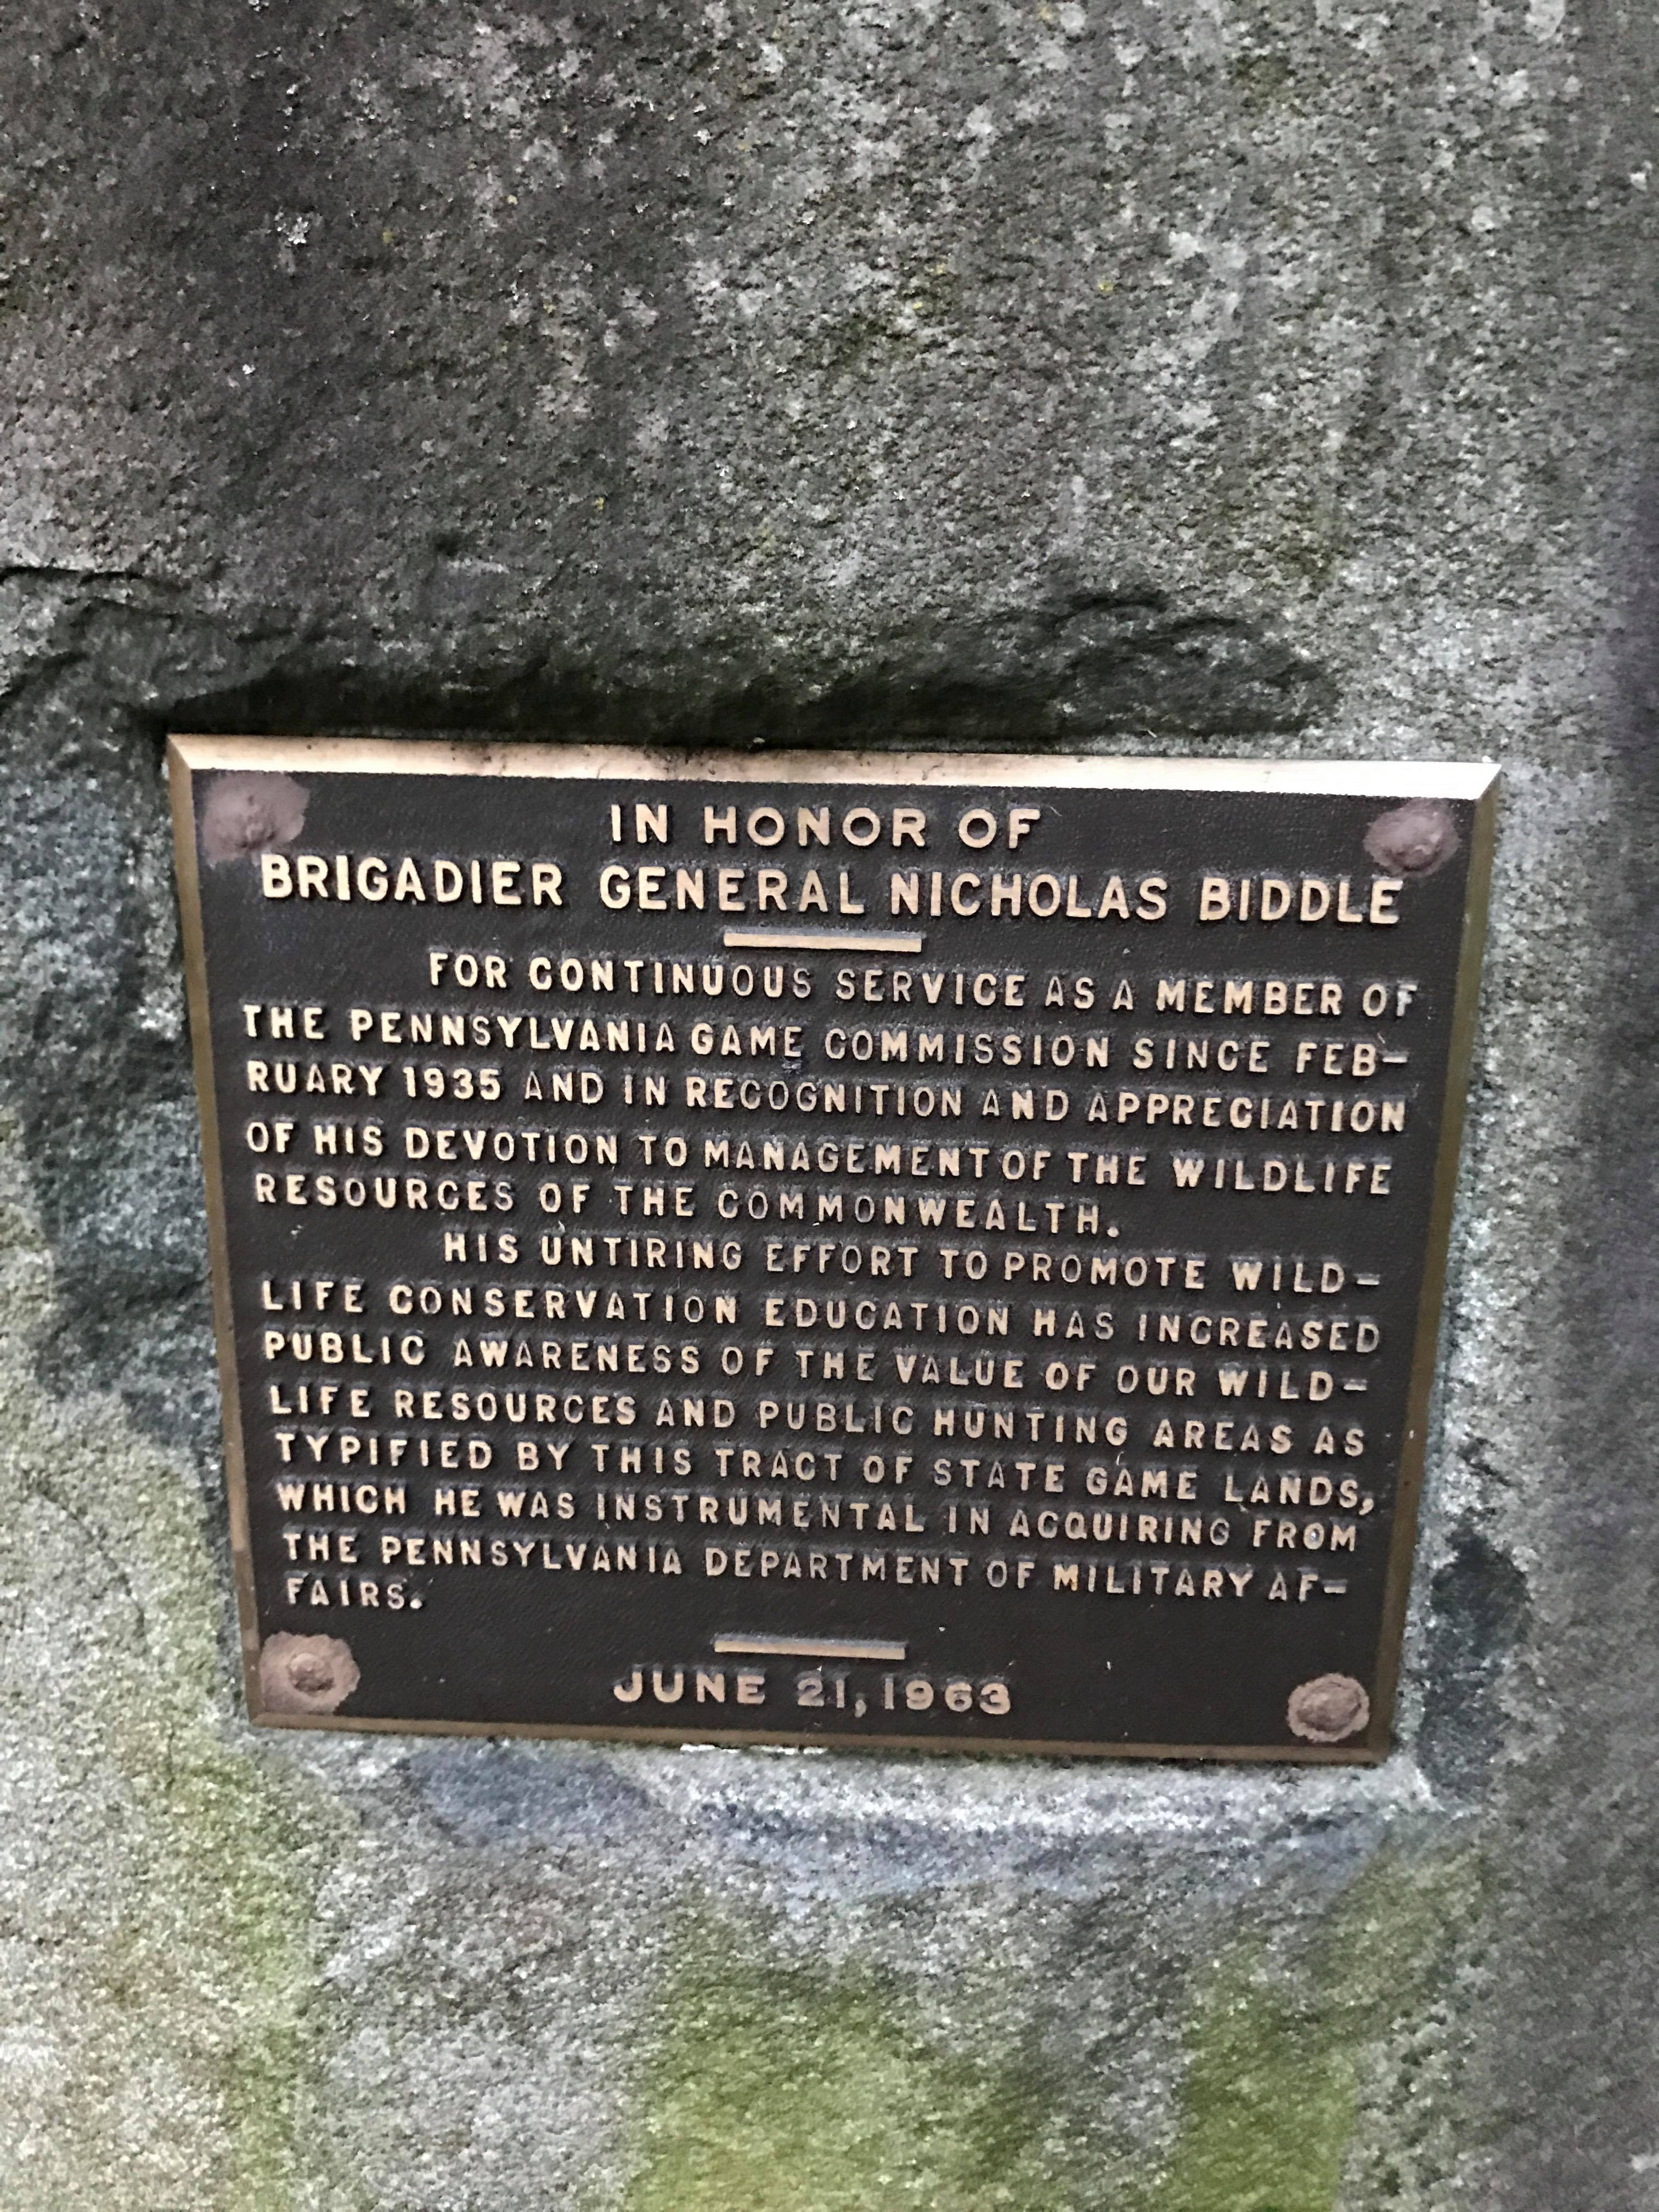 IN HONOR OF
BRIGADIER GENERAL NICHOLAS BIDDLE
FOR CONTINUOUS SERVICE AS A MEMBER OF
THE PENNSYLVANIA GAME COMMISSION SINCE FEB-
RUARY 1935 AND IN RECOGNITION AND APPRECIATION
OF HIS DEVOTION TO MANAGEMENT OF THE WILDLIFE
RESOURCES OF THE COMMONWEALTH.
HIS UNTIRING EFFORT TO PROMOTE WILD-
LIFE CONSERVATION EDUCATION HAS INCREASED
PUBLIC AWARENESS OF THE VALUE OF OUR WILD-
LIFE RESOURCES AND PUBLIC HUNTING AREAS AS
TYPIFIED BY THIS TRACT OF STATE GAME LANDS,
WHICH HE WAS INSTRUMENTAL IN ACQUIRING FROM
THE PENNSYLVANIA DEPARTMENT OF MILITARY AF-
FAIRS.
JUNE 21, 1963